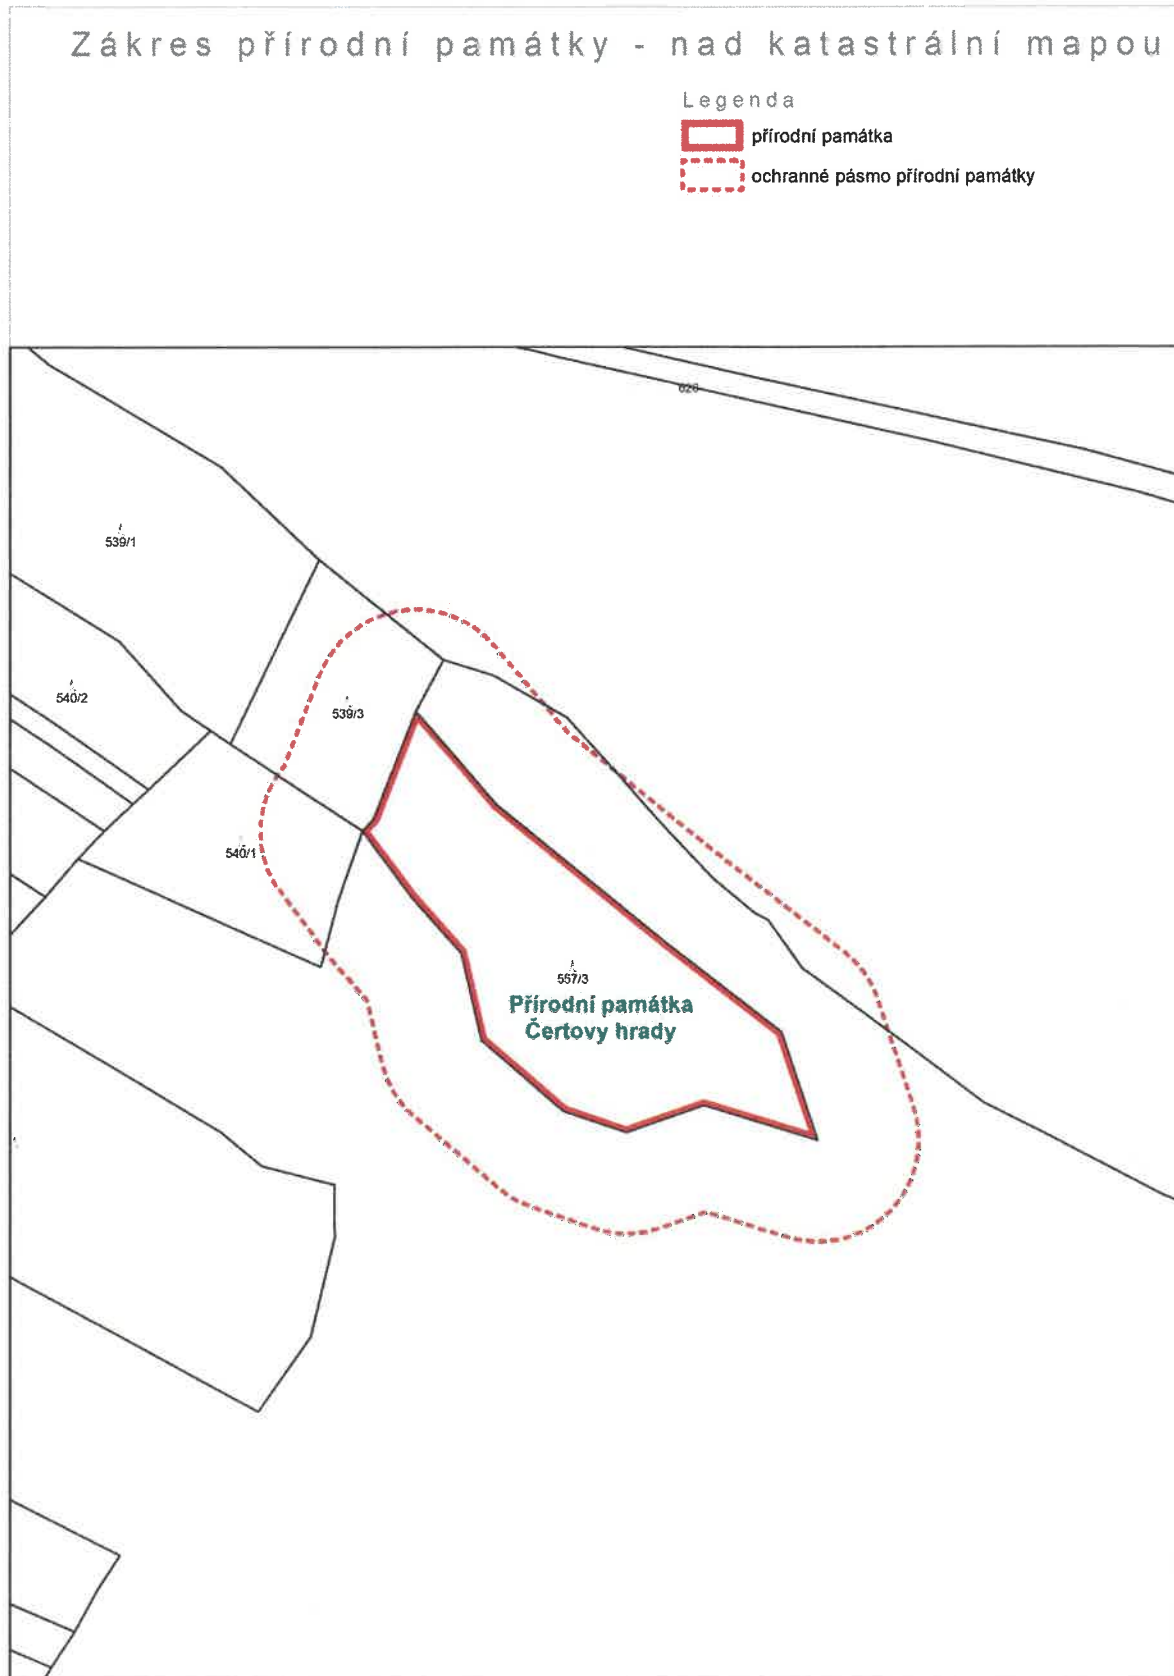 Zákres přírodní památky - nad katastrální mapou
Legenda
přírodní památka
ochranné pásmo přírodní památky
626
539/1
540/2
539/3
540/1
557/3
Přírodní památka
Čertovy hrady